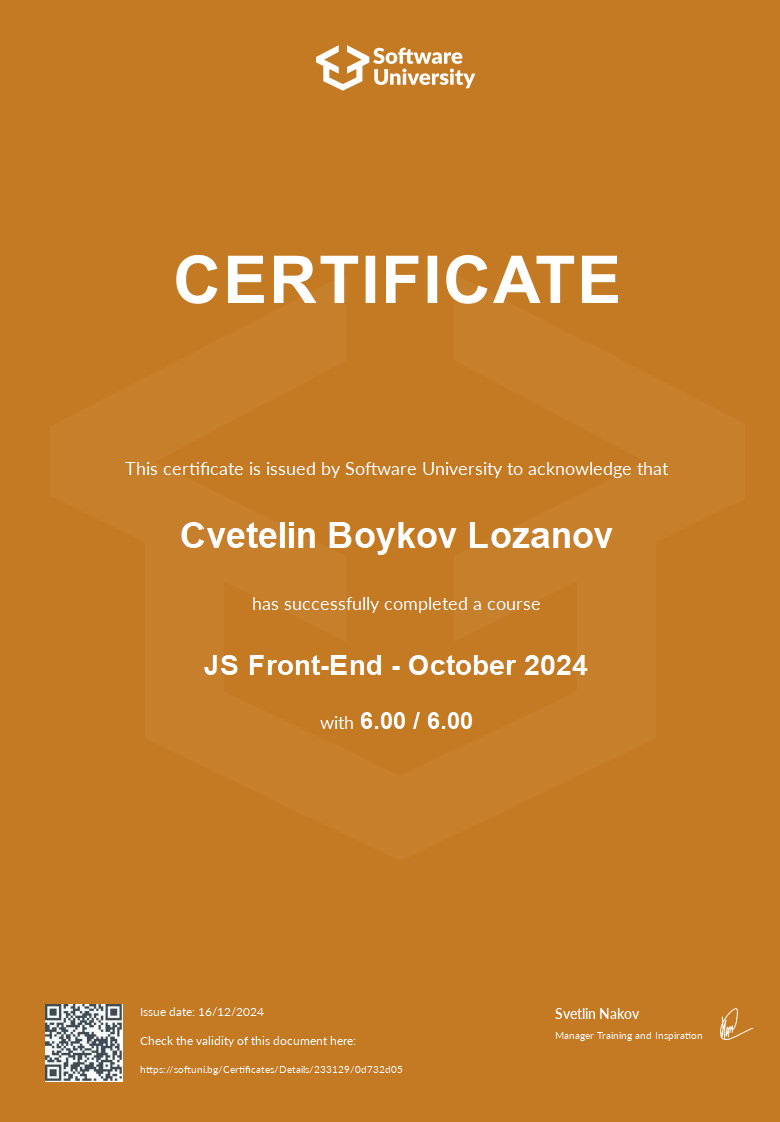 Software
University
CERTIFICATE
This certificate is issued by Software University to acknowledge that
Cvetelin Boykov Lozanov
has successfully completed a course
JS Front-End - October 2024
with 6.00 / 6.00
Issue date: 16/12/2024
Check the validity of this document here:
https://softuni.bg/Certificates/Details/233129/0d732d05
Svetlin Nakov
Manager Training and Inspiration